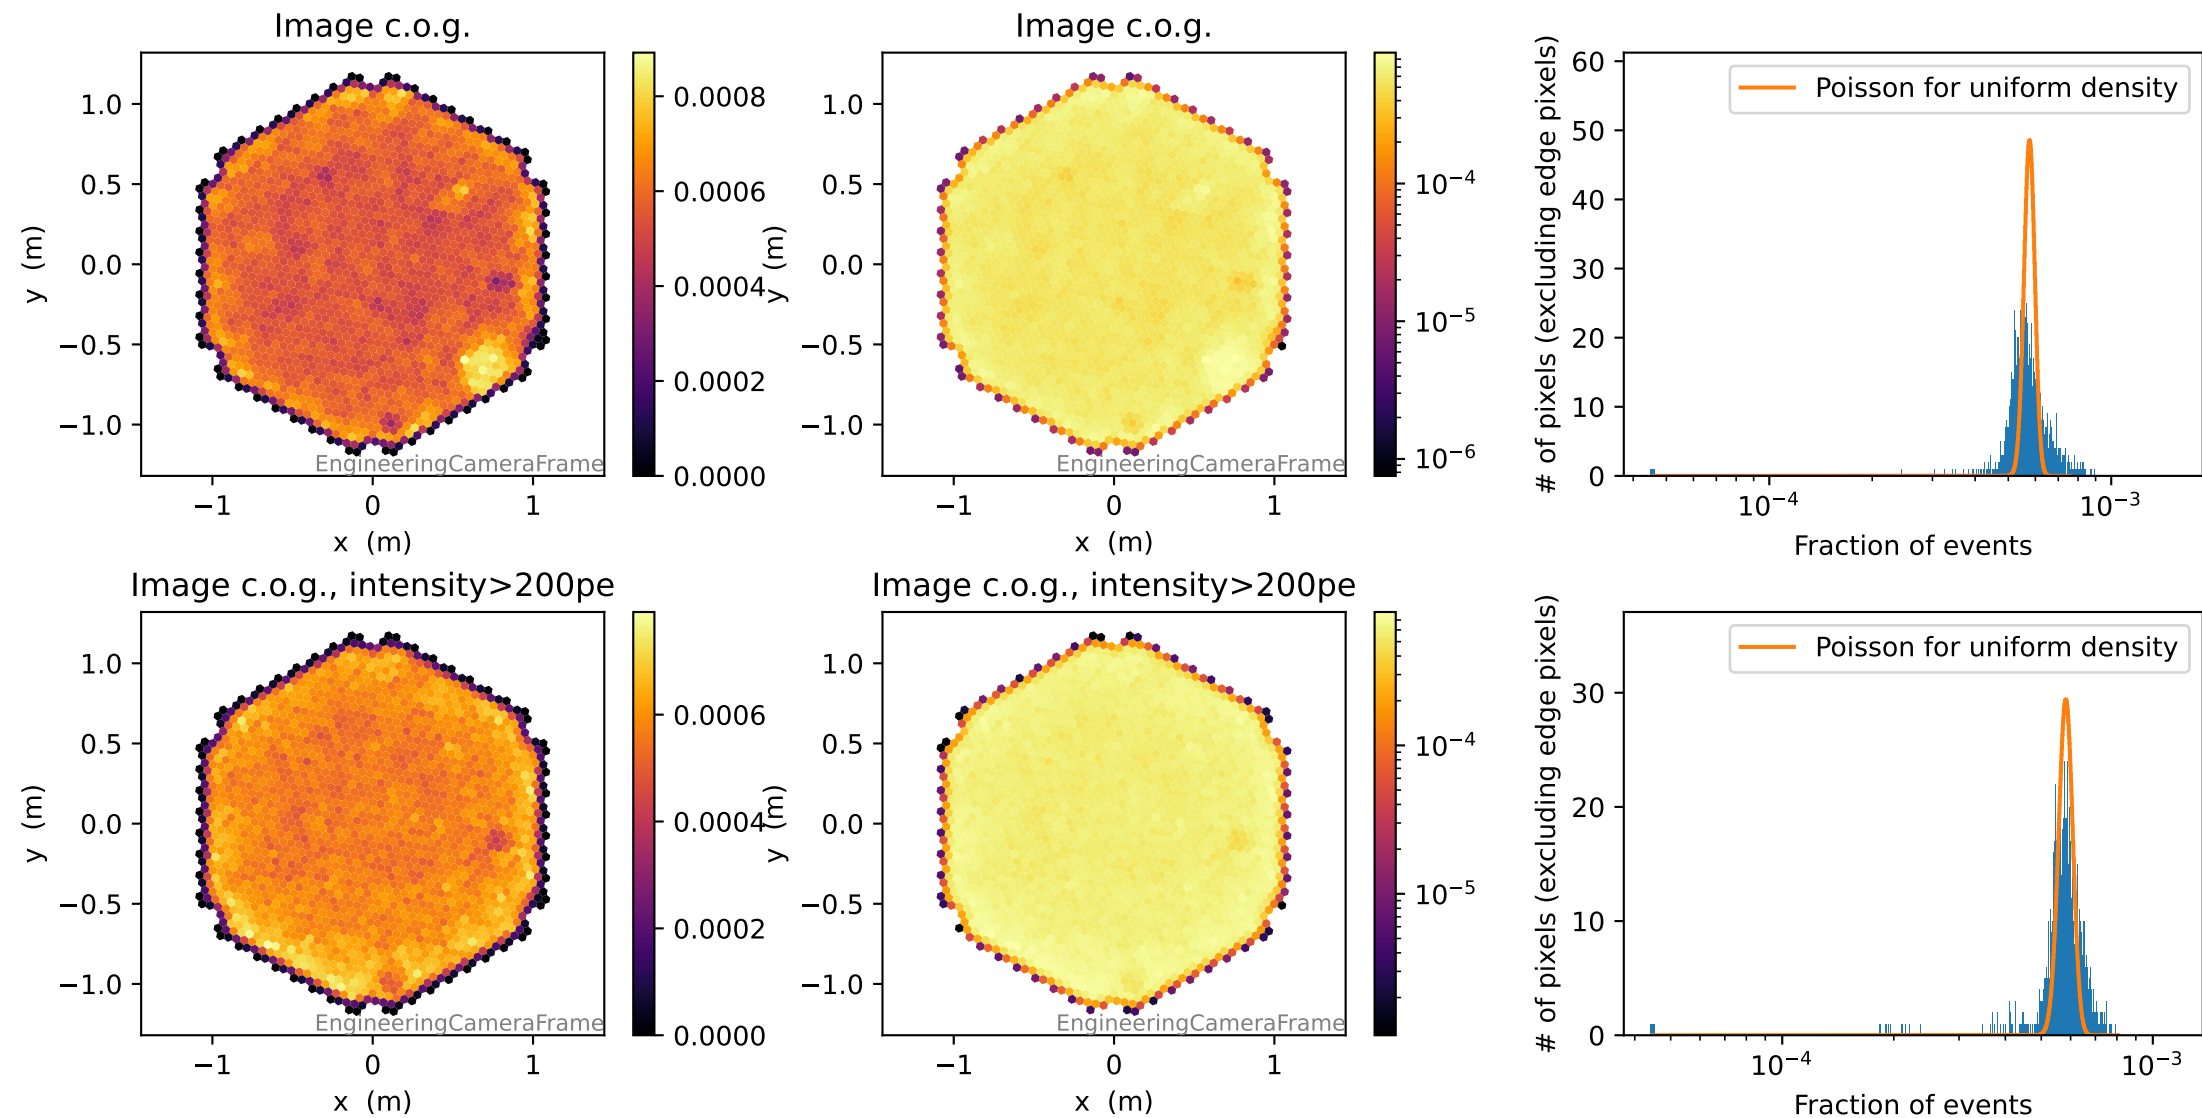 Image c.o.g.
y (m)
1.0
0.5
0.0
−0.5
−1.0
−1
0
1
x (m)
EngineeringCameraFrame
0.0008
0.0006
0.0004
0.0002
0.0000
Image c.o.g.
y (m)
1.0
0.5
0.0
−0.5
−1.0
−1
0
1
x (m)
EngineeringCameraFrame
10⁻⁴
10⁻⁵
10⁻⁶
# of pixels (excluding edge pixels)
60
50
40
30
20
10
0
Poisson for uniform density
10⁻⁴
10⁻³
Fraction of events
Image c.o.g., intensity>200pe
y (m)
1.0
0.5
0.0
−0.5
−1.0
−1
0
1
x (m)
EngineeringCameraFrame
0.0006
0.0004
0.0002
0.0000
Image c.o.g., intensity>200pe
y (m)
1.0
0.5
0.0
−0.5
−1.0
−1
0
1
x (m)
EngineeringCameraFrame
10⁻⁴
10⁻⁵
# of pixels (excluding edge pixels)
30
20
10
0
Poisson for uniform density
10⁻⁴
10⁻³
Fraction of events